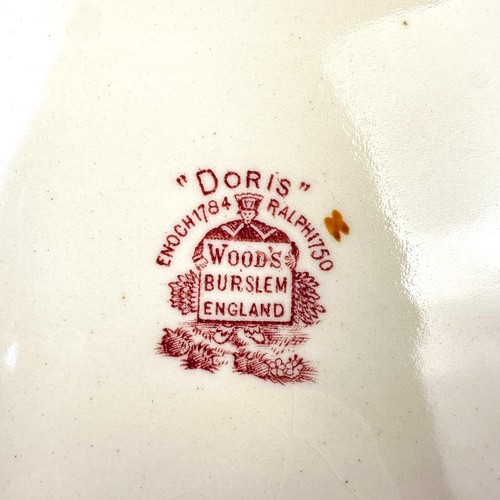 "DORIS"
ENOCH 1784 RALPH 1750
WOOD'S
BURSLEM
ENGLAND